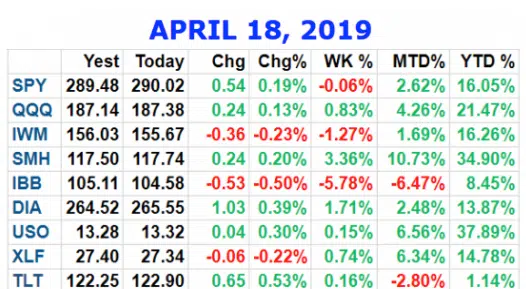 APRIL 18, 2019
Yest Today Chg Chg% WK % MTD% YTD %
SPY 289.48 290.02 0.54 0.19% -0.06% 2.62% 16.05%
QQQ 187.14 187.38 0.24 0.13% 0.83% 4.26% 21.47%
IWM 156.03 155.67 -0.36 -0.23% -1.27% 1.69% 16.26%
SMH 117.50 117.74 0.24 0.20% 3.36% 10.73% 34.90%
IBB 105.11 104.58 -0.53 -0.50% -5.78% -6.47% 8.45%
DIA 264.52 265.55 1.03 0.39% 1.71% 2.48% 13.87%
USO 13.28 13.32 0.04 0.30% 0.15% 6.56% 37.89%
XLF 27.40 27.34 -0.06 -0.22% 0.74% 6.34% 14.78%
TLT 122.25 122.90 0.65 0.53% 0.16% -2.80% 1.14%